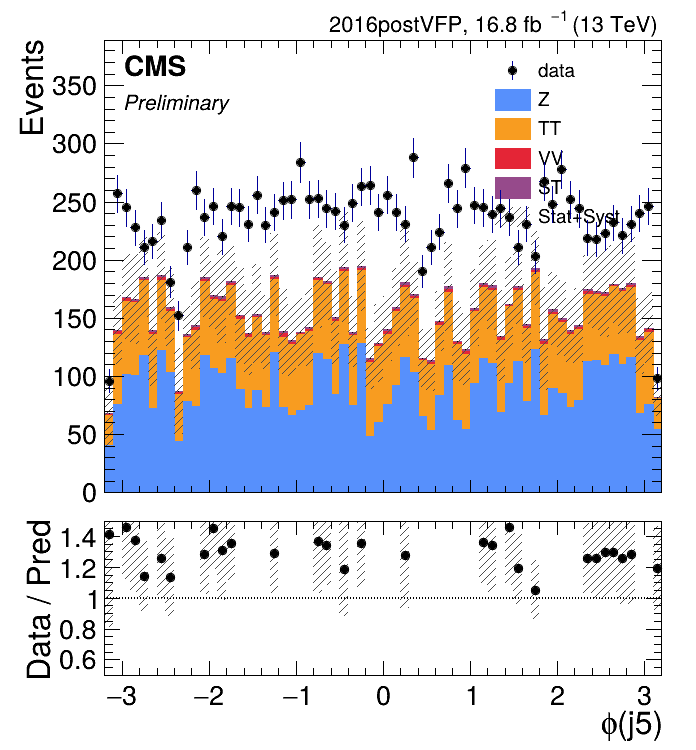 2016postVFP, 16.8 fb⁻¹ (13 TeV)
Events
CMS
Preliminary
data
Z
TT
VV
ST
Stat+Syst
350
300
250
200
150
100
50
0
Data / Pred
1.4
1.2
1
0.8
0.6
−3 −2 −1 0 1 2 3
ϕ(j5)